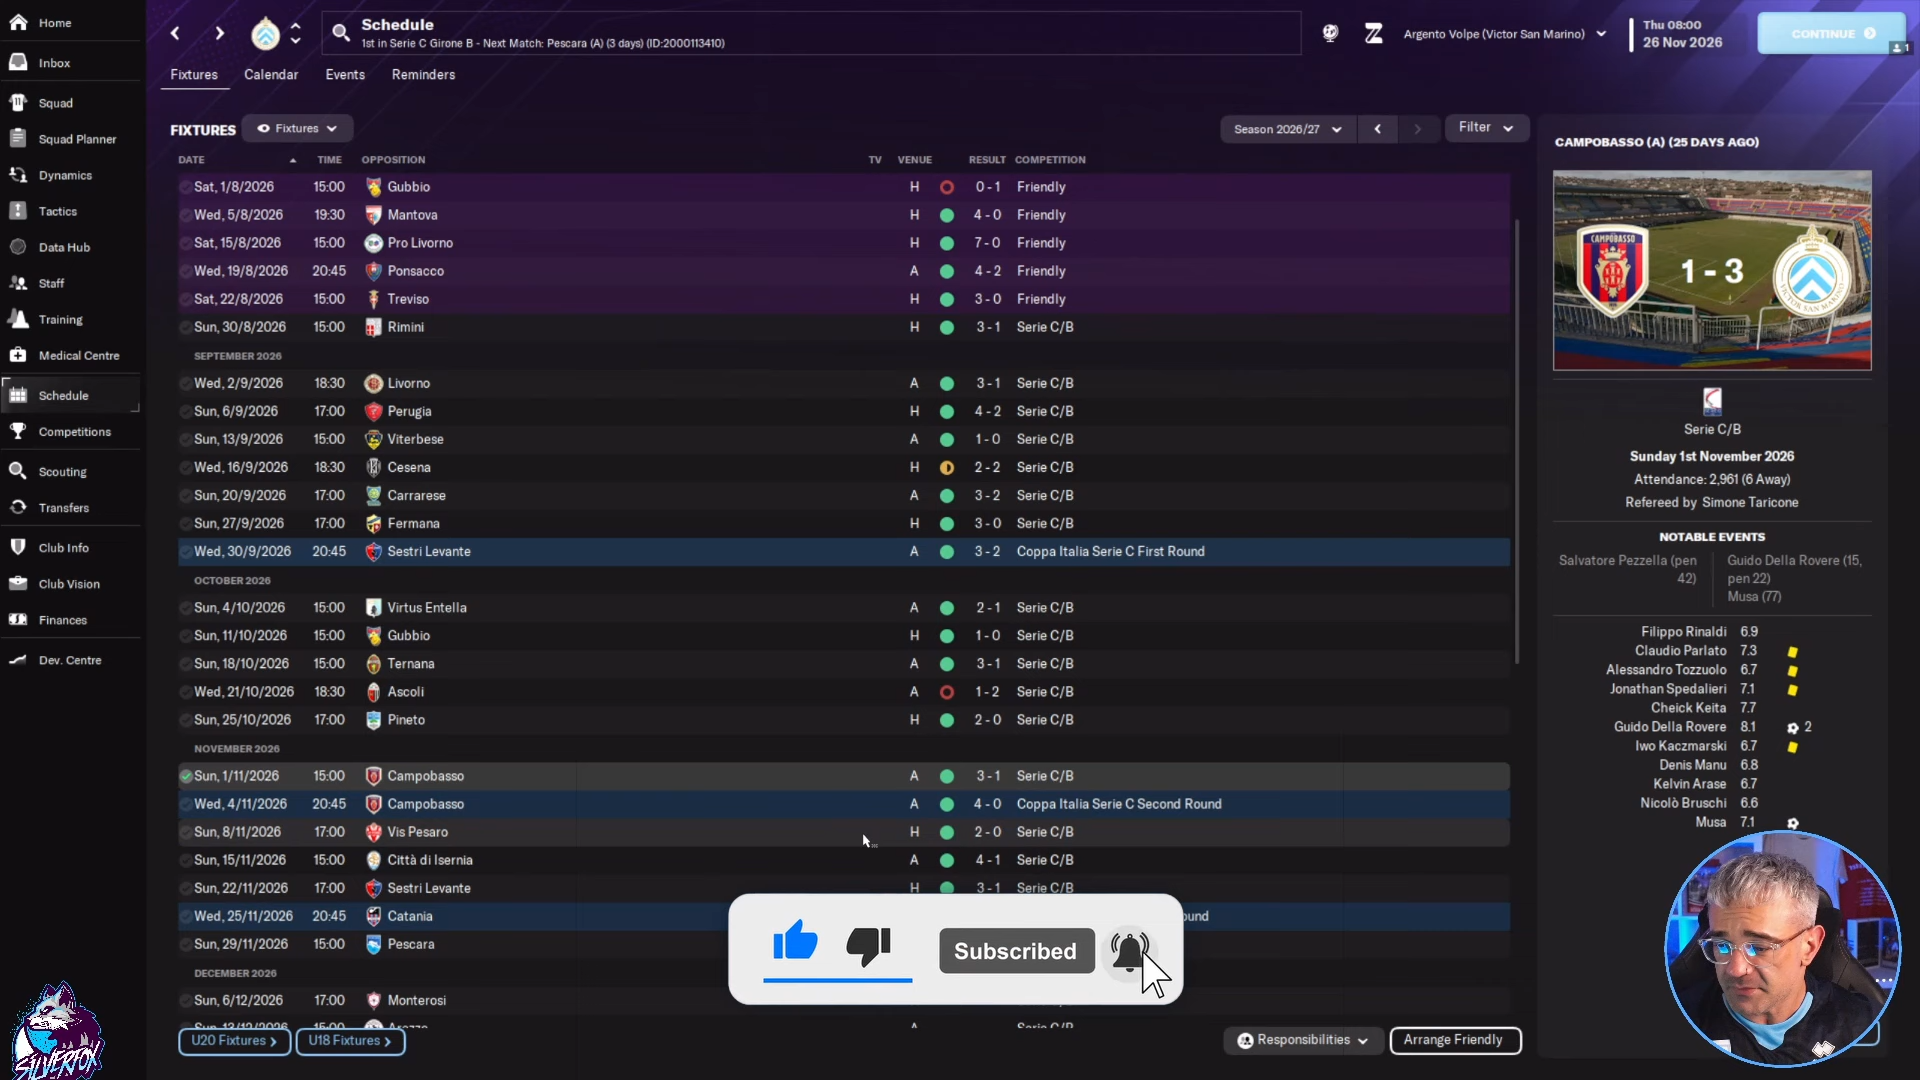 Home
Inbox
Squad
Squad Planner
Dynamics
Tactics
Data Hub
Staff
Training
Medical Centre
Schedule
Competitions
Scouting
Transfers
Club Info
Club Vision
Finances
Dev. Centre
SILVERFOX
Schedule
1st in Serie C Girone B - Next Match: Pescara (A) (3 days) (ID:2000113410)
Argento Volpe (Victor San Marino)
Thu 08:00
26 Nov 2026
CONTINUE
1
Fixtures Calendar Events Reminders
FIXTURES Fixtures Season 2026/27 Filter
DATE TIME OPPOSITION TV VENUE RESULT COMPETITION
Sat, 1/8/2026 15:00 Gubbio H 0 - 1 Friendly
Wed, 5/8/2026 19:30 Mantova H 4 - 0 Friendly
Sat, 15/8/2026 15:00 Pro Livorno H 7 - 0 Friendly
Wed, 19/8/2026 20:45 Ponsacco A 4 - 2 Friendly
Sat, 22/8/2026 15:00 Treviso H 3 - 0 Friendly
Sun, 30/8/2026 15:00 Rimini H 3 - 1 Serie C/B
SEPTEMBER 2026
Wed, 2/9/2026 18:30 Livorno A 3 - 1 Serie C/B
Sun, 6/9/2026 17:00 Perugia H 4 - 2 Serie C/B
Sun, 13/9/2026 15:00 Viterbese A 1 - 0 Serie C/B
Wed, 16/9/2026 18:30 Cesena H 2 - 2 Serie C/B
Sun, 20/9/2026 17:00 Carrarese A 3 - 2 Serie C/B
Sun, 27/9/2026 17:00 Fermana H 3 - 0 Serie C/B
Wed, 30/9/2026 20:45 Sestri Levante A 3 - 2 Coppa Italia Serie C First Round
OCTOBER 2026
Sun, 4/10/2026 15:00 Virtus Entella A 2 - 1 Serie C/B
Sun, 11/10/2026 15:00 Gubbio H 1 - 0 Serie C/B
Sun, 18/10/2026 15:00 Ternana A 3 - 1 Serie C/B
Wed, 21/10/2026 18:30 Ascoli A 1 - 2 Serie C/B
Sun, 25/10/2026 17:00 Pineto H 2 - 0 Serie C/B
NOVEMBER 2026
Sun, 1/11/2026 15:00 Campobasso A 3 - 1 Serie C/B
Wed, 4/11/2026 20:45 Campobasso A 4 - 0 Coppa Italia Serie C Second Round
Sun, 8/11/2026 17:00 Vis Pesaro H 2 - 0 Serie C/B
Sun, 15/11/2026 15:00 Città di Isernia A 4 - 1 Serie C/B
Sun, 22/11/2026 17:00 Sestri Levante H 3 - 1 Serie C/B
Wed, 25/11/2026 20:45 Catania
Sun, 29/11/2026 15:00 Pescara
DECEMBER 2026
Sun, 6/12/2026 17:00 Monterosi
Subscribed
U20 Fixtures U18 Fixtures Responsibilities Arrange Friendly
CAMPOBASSO (A) (25 DAYS AGO)
CAMPOBASSO
1 - 3
VICTOR SAN MARINO
Serie C/B
Sunday 1st November 2026
Attendance: 2,961 (6 Away)
Refereed by Simone Taricone
NOTABLE EVENTS
Salvatore Pezzella (pen 42)
Guido Della Rovere (15, pen 22)
Musa (77)
Filippo Rinaldi 6.9
Claudio Parlato 7.3
Alessandro Tozzuolo 6.7
Jonathan Spedalieri 7.1
Cheick Keita 7.7
Guido Della Rovere 8.1 2
Iwo Kaczmarski 6.7
Denis Manu 6.8
Kelvin Arase 6.7
Nicolò Bruschi 6.6
Musa 7.1